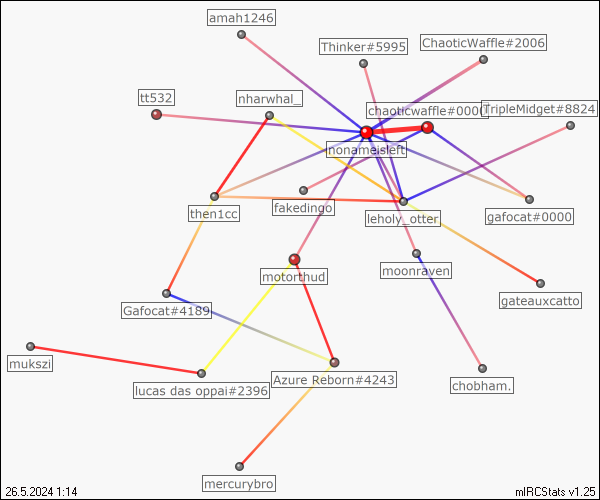 amah1246
Thinker#5995
ChaoticWaffle#2006
tt532
nharwhal_
chaoticwaffle#0000
TripleMidget#8824
nonameisleft
then1cc
fakedingo
leholy_otter
gafocat#0000
motorthud
moonraven
gateauxcatto
Gafocat#4189
mukszi
lucas das oppai#2396
Azure Reborn#4243
chobham.
mercurybro
26.5.2024 1:14
mIRCStats v1.25